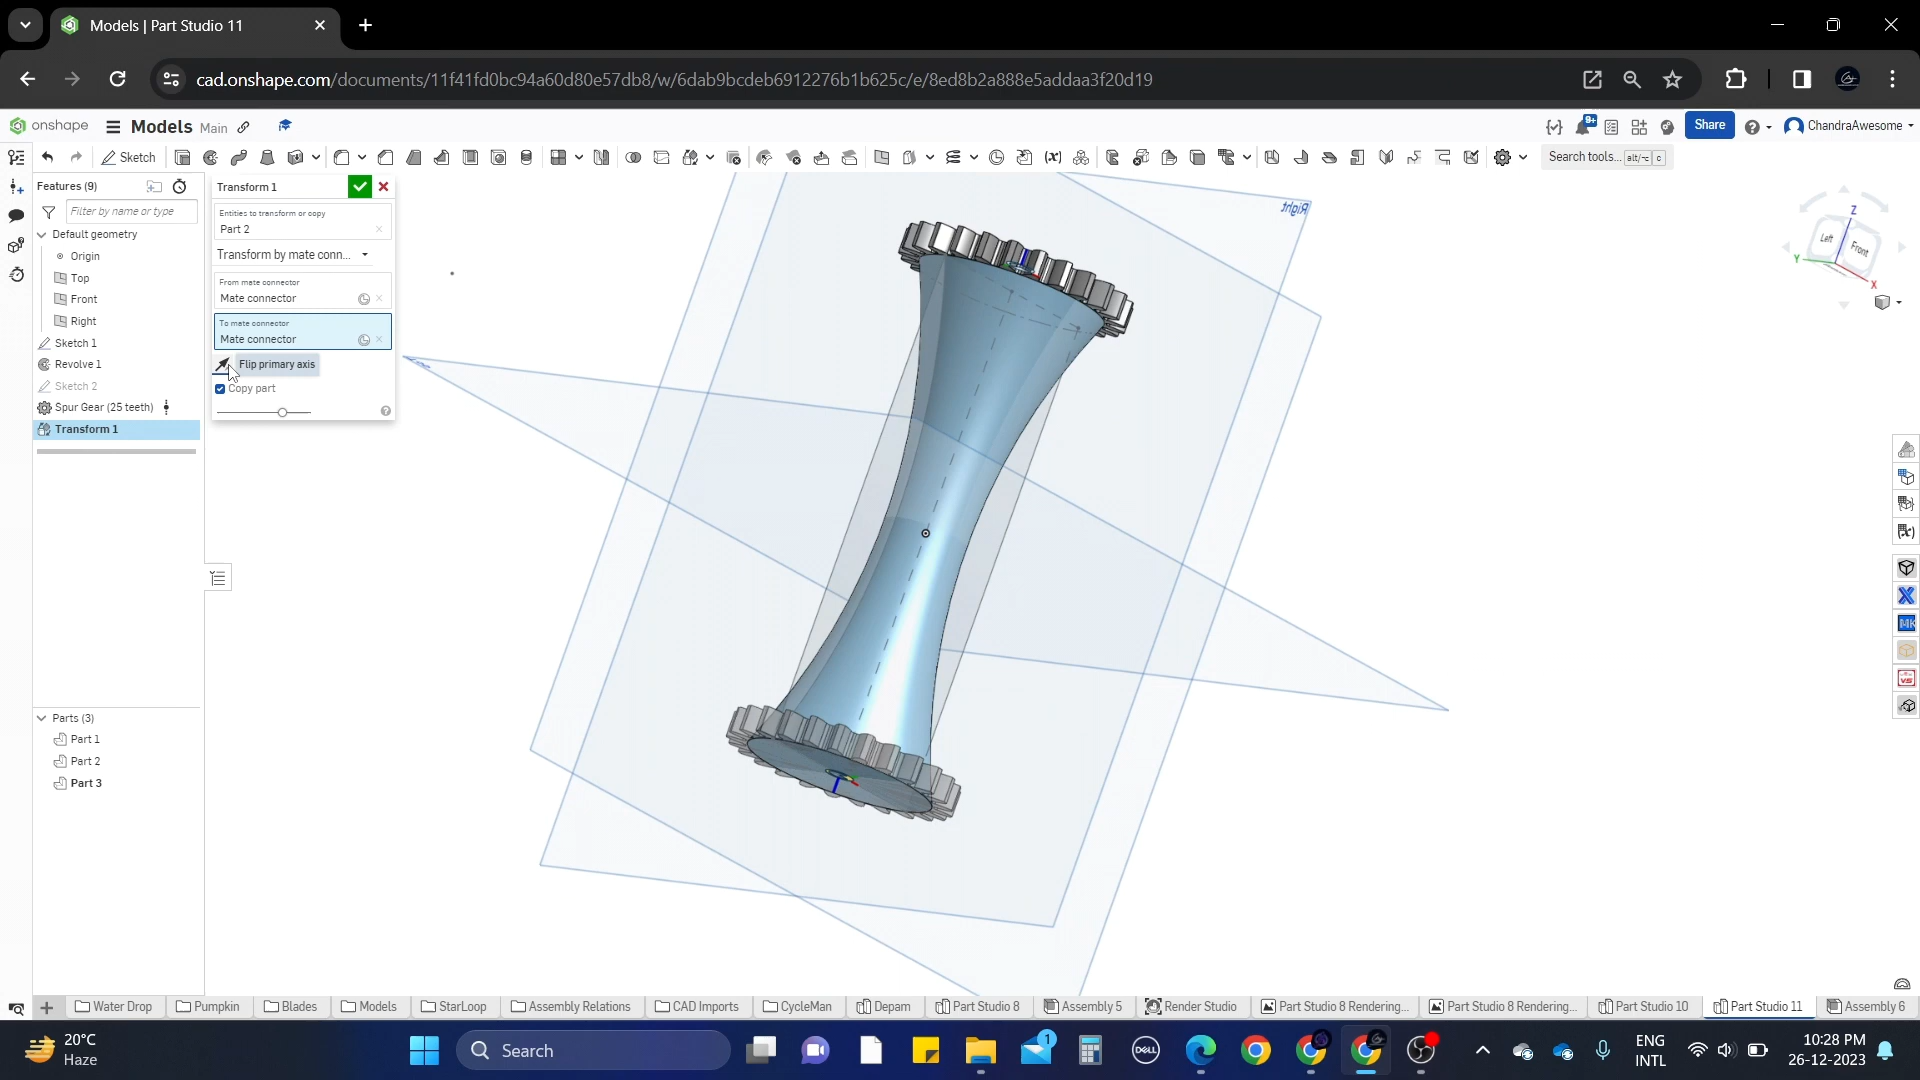 Models | Part Studio 11
cad.onshape.com/documents/11f41fd0bc94a60d80e57db8/w/6dab9bcdeb6912276b1b625c/e/8ed8b2a888e5addaa3f20d19
onshape
Models Main
9+
Share
ChandraAwesome
Sketch
Search tools... alt/⌥ c
Features (9)
Filter by name or type
Default geometry
Origin
Top
Front
Right
Sketch 1
Revolve 1
Sketch 2
Spur Gear (25 teeth)
Transform 1
Transform 1
Entities to transform or copy
Part 2
Transform by mate conn...
From mate connector
Mate connector
To mate connector
Mate connector
Flip primary axis
Copy part
Right
Z
Left
Front
Y
X
Parts (3)
Part 1
Part 2
Part 3
Water Drop
Pumpkin
Blades
Models
StarLoop
Assembly Relations
CAD Imports
CycleMan
Depam
Part Studio 8
Assembly 5
Render Studio
Part Studio 8 Rendering...
Part Studio 8 Rendering...
Part Studio 10
Part Studio 11
Assembly 6
20°C
Haze
Search
1
DELL
ENG
INTL
10:28 PM
26-12-2023